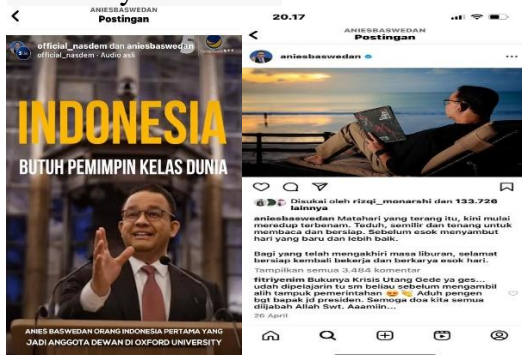 ANIESBASWEDAN
Postingan
official_nasdem dan aniesbaswedan
official_nasdem · Audio asli
INDONESIA
BUTUH PEMIMPIN KELAS DUNIA
ANIES BASWEDAN ORANG INDONESIA PERTAMA YANG
JADI ANGGOTA DEWAN DI OXFORD UNIVERSITY
20.17
ANIESBASWEDAN
Postingan
aniesbaswedan
Disukai oleh rizqi_monarshi dan 133.726
lainnya
aniesbaswedan Matahari yang terang itu, kini mulai
meredup terbenam. Teduh, semilir dan tenang untuk
membaca dan bersiap. Sebelum esok menyambut
hari yang baru dan lebih baik.
Bagi yang telah mengakhiri masa liburan, selamat
bersiap kembali bekerja dan berkarya esok hari.
Tampilkan semua 3.484 komentar
fitriyenim Bukunya Krisis Utang Gede ya ges...
udah dipelajarin tu sm beliau sebelum mengambil
alih tampuk pemerintahan 😍 👏 Aduh pengen
bgt bapak jd presiden. Semoga doa kita semua
diijabah Allah Swt. Aaamiin...
26 April